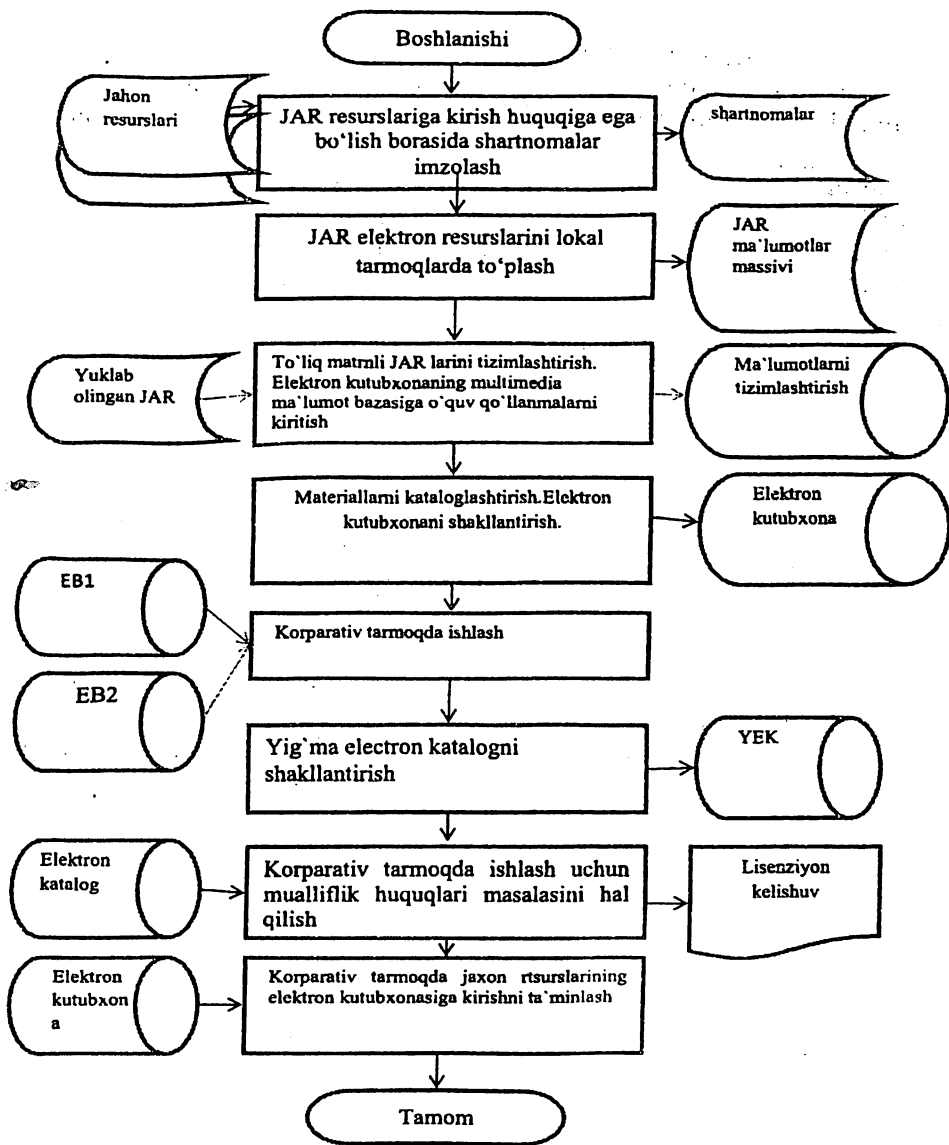 Boshlanishi
Jahon
resurslari
JAR resurslariga kirish huquqiga ega
bo‘lish borasida shartnomalar
imzolash
shartnomalar
JAR elektron resurslarini lokal
tarmoqlarda to‘plash
JAR
ma`lumotlar
massivi
Yuklab
olingan JAR
To`liq matrnli JAR larini tizimlashtirish.
Elektron kutubxonaning multimedia
ma`lumot bazasiga o`quv qo`llanmalarni
kiritish
Ma`lumotlarni
tizimlashtirish
Materiallarni kataloglashtirish.Elektron
kutubxonani shakllantirish.
Elektron
kutubxona
EB1
EB2
Korparativ tarmoqda ishlash
Yig`ma electron katalogni
shakllantirish
YEK
Elektron
katalog
Korparativ tarmoqda ishlash uchun
mualliflik huquqlari masalasini hal
qilish
Lisenziyon
kelishuv
Elektron
kutubxon
a
Korparativ tarmoqda jaxon rtsurslarining
elektron kutubxonasiga kirishni ta`minlash
Tamom